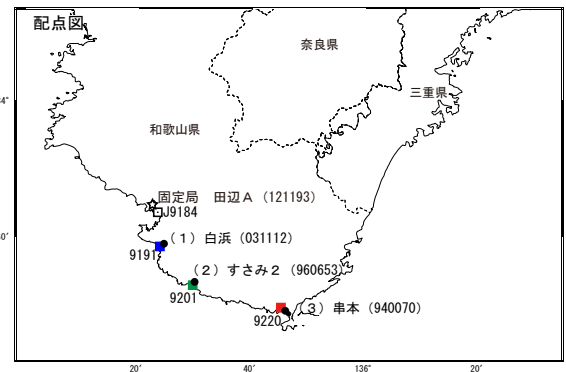 配点図
奈良県
三重県
34°
和歌山県
固定局 田辺A(121193)
J9184
(1)白浜(031112)
9191
30′
(2)すさみ2(960653)
9201
(3)串本(940070)
9220
20′ 40′ 136° 20′